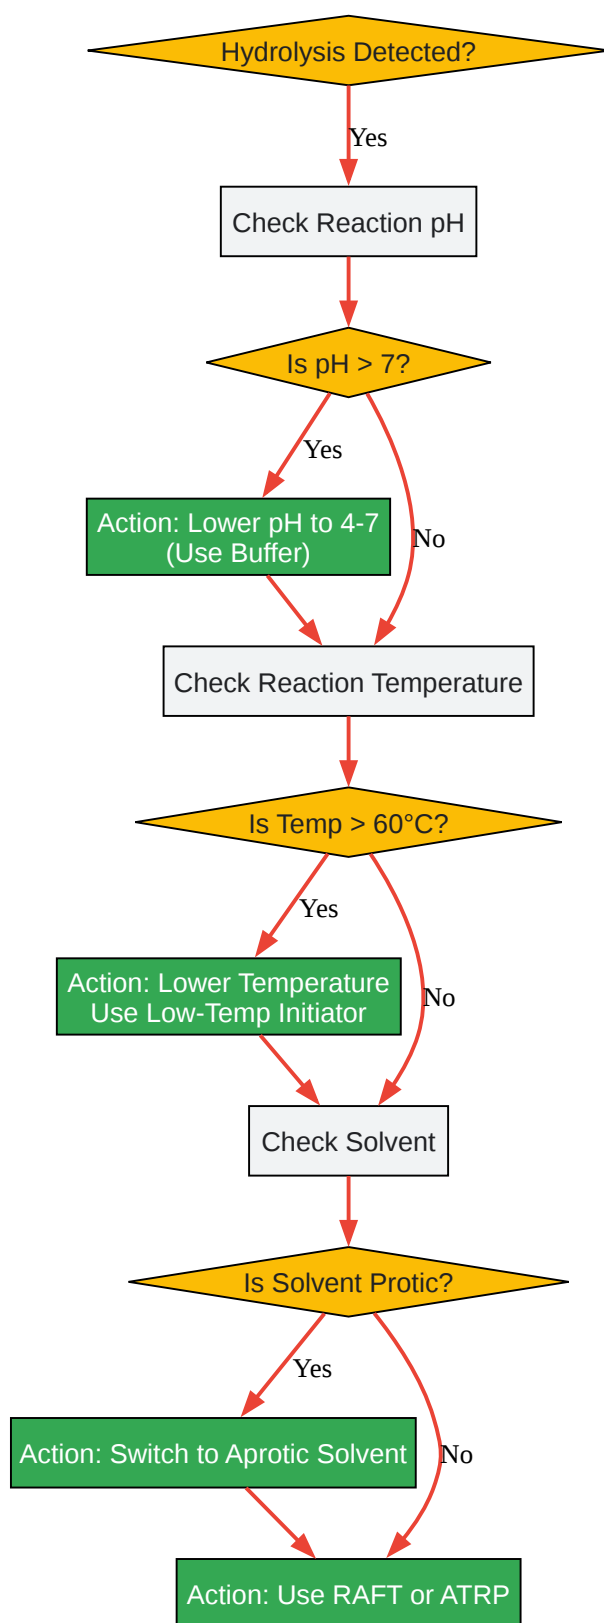 Hydrolysis Detected?
Yes
Check Reaction pH
Is pH > 7?
Yes
Action: Lower pH to 4-7
(Use Buffer)
No
Check Reaction Temperature
Is Temp > 60°C?
Yes
Action: Lower Temperature
Use Low-Temp Initiator
No
Check Solvent
Is Solvent Protic?
Yes
Action: Switch to Aprotic Solvent
No
Action: Use RAFT or ATRP